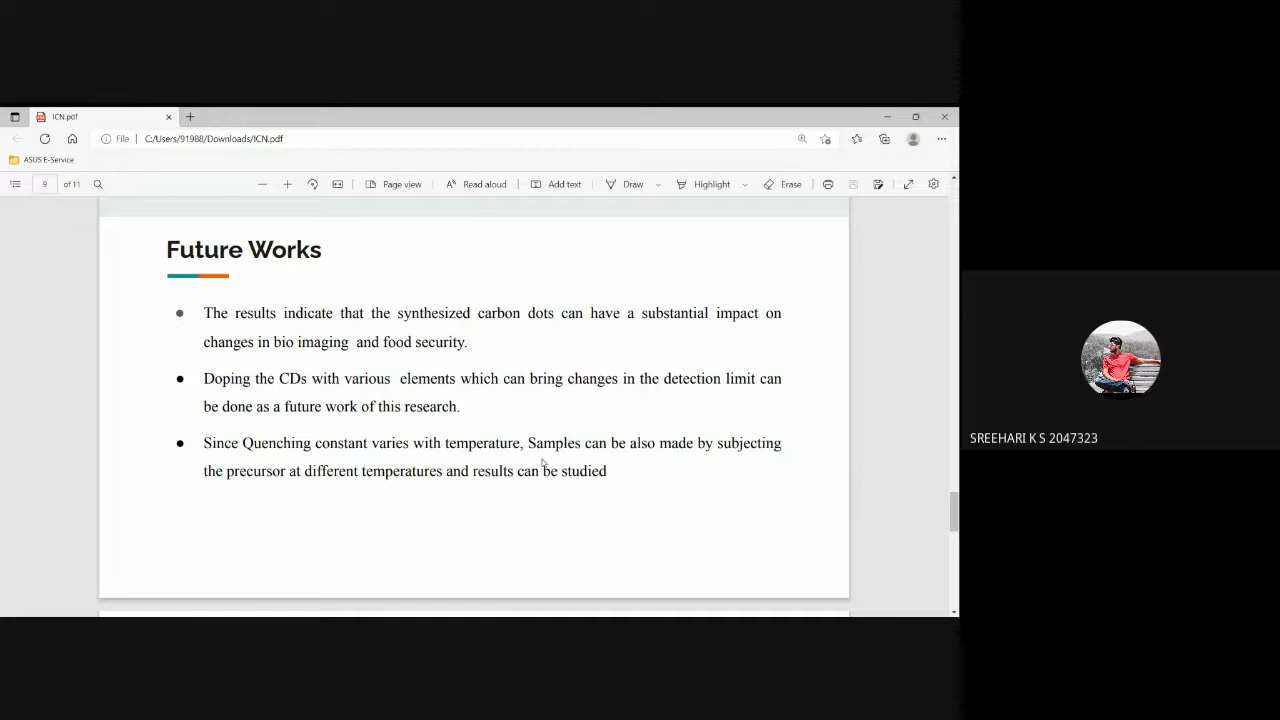 ICN.pdf
File
C:/Users/91988/Downloads/ICN.pdf
ASUS E-Service
9 of 11
Page view
Read aloud
Add text
Draw
Highlight
Erase
Future Works
The results indicate that the synthesized carbon dots can have a substantial impact on
changes in bio imaging and food security.
Doping the CDs with various elements which can bring changes in the detection limit can
be done as a future work of this research.
Since Quenching constant varies with temperature, Samples can be also made by subjecting
the precursor at different temperatures and results can be studied
SREEHARI K S 2047323